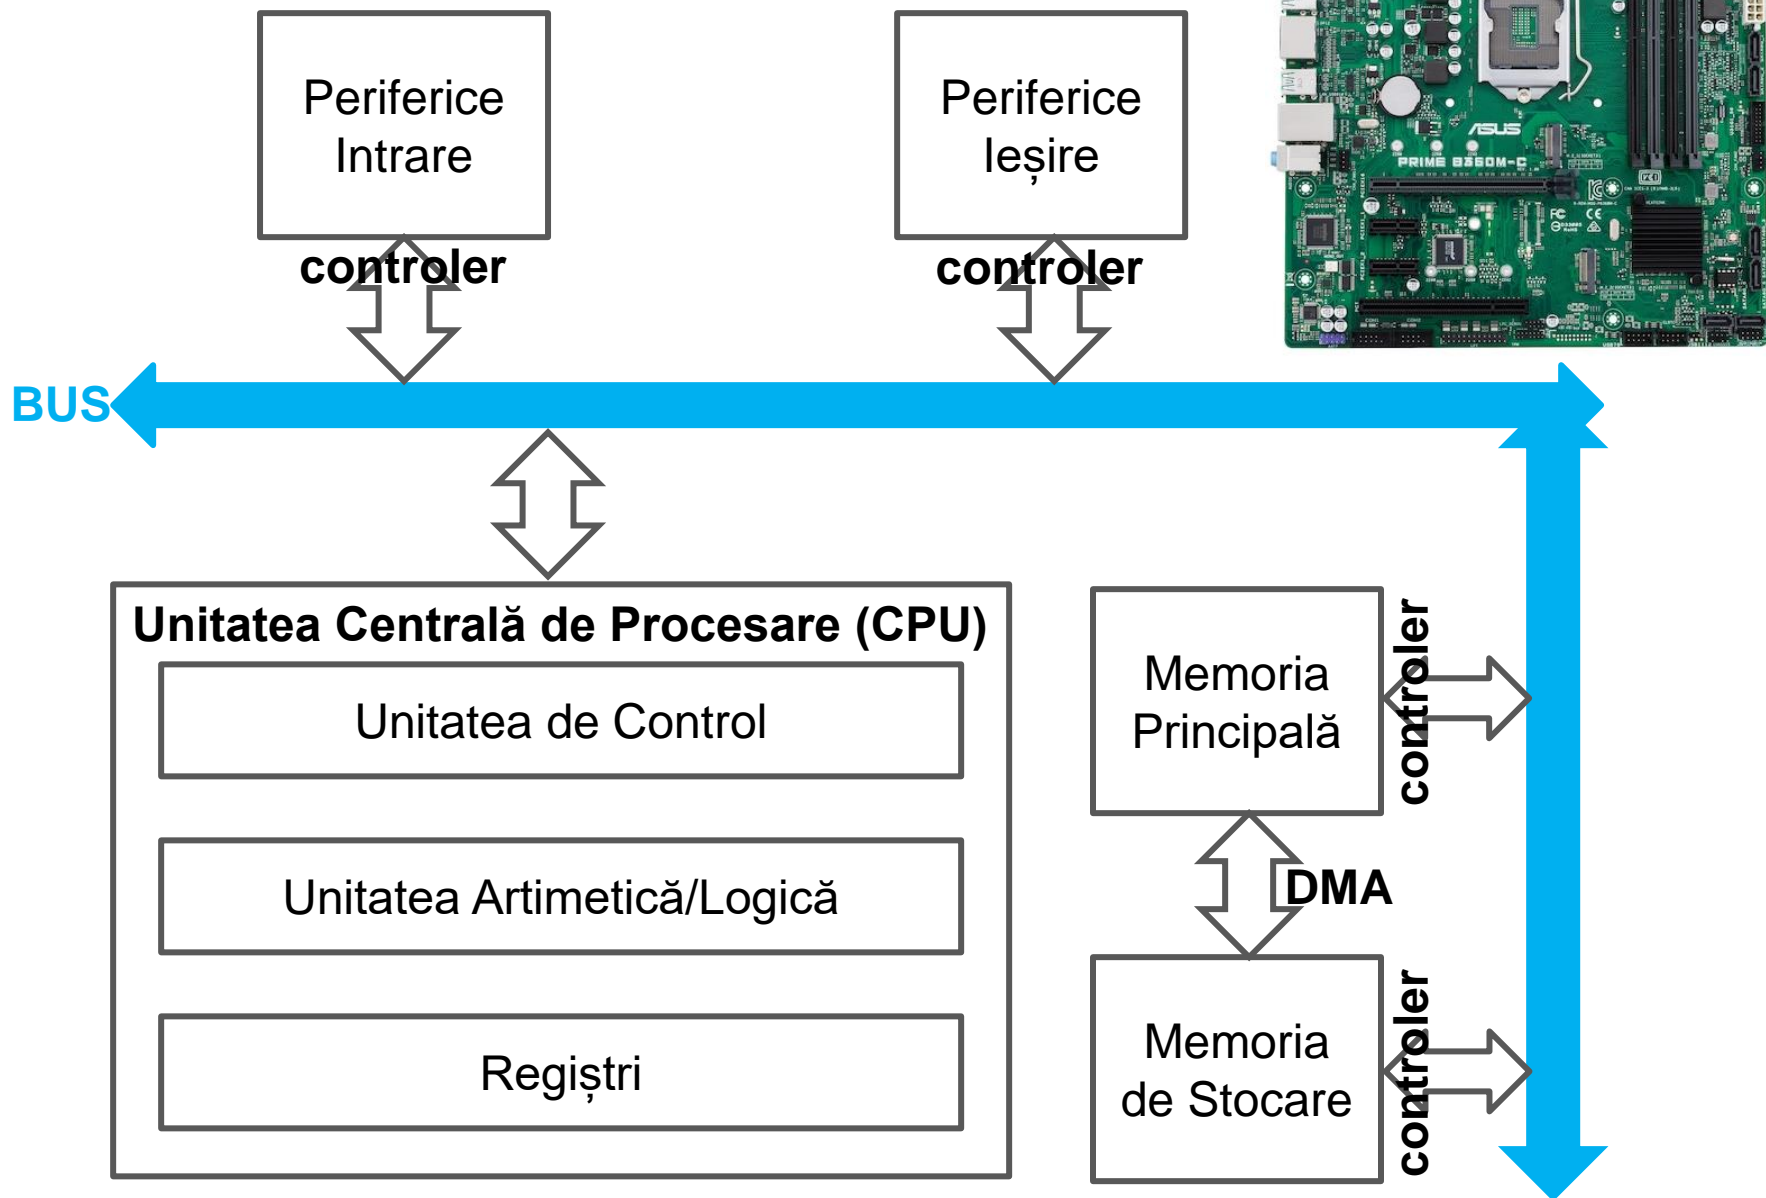 Periferice
Intrare
Periferice
Ieșire
ASUS
PRIME B360M-C
controler
controler
BUS
Unitatea Centrală de Procesare (CPU)
Unitatea de Control
Unitatea Artimetică/Logică
Regiștri
Memoria
Principală
controler
DMA
Memoria
de Stocare
controler